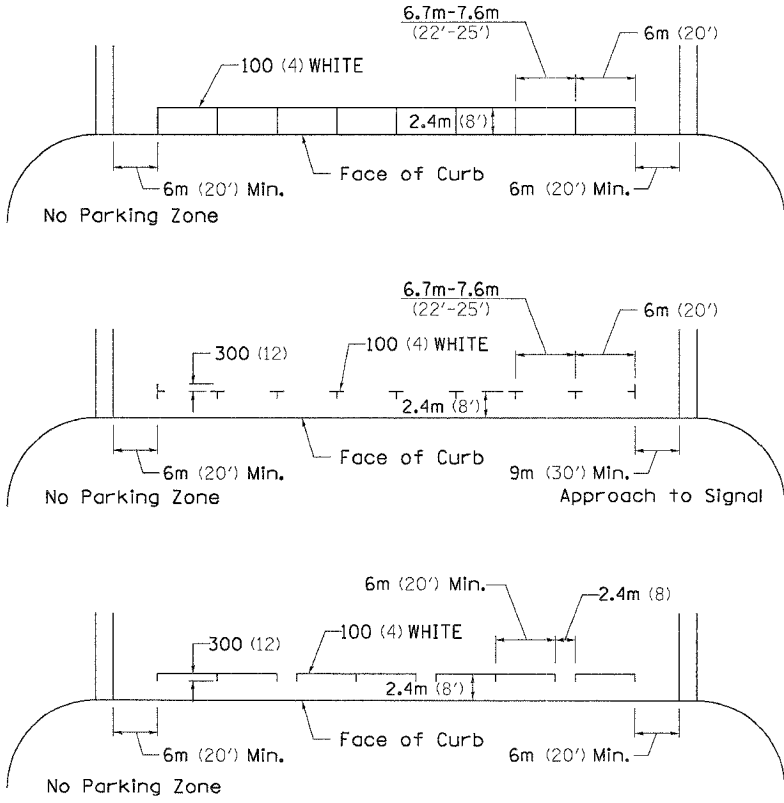 6.7m-7.6m
(22'-25')
6m (20')
100 (4) WHITE
2.4m (8')
Face of Curb
6m (20') Min.
6m (20') Min.
No Parking Zone
6.7m-7.6m
(22'-25')
6m (20')
300 (12)
100 (4) WHITE
2.4m (8')
Face of Curb
6m (20') Min.
9m (30') Min.
No Parking Zone
Approach to Signal
6m (20') Min.
2.4m (8)
300 (12)
100 (4) WHITE
2.4m (8')
Face of Curb
6m (20') Min.
6m (20') Min.
No Parking Zone